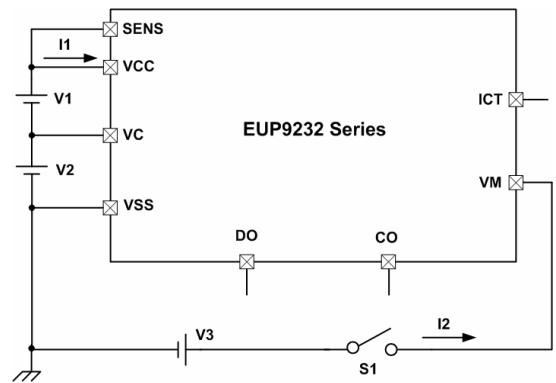 SENS
I1
VCC
V1
ICT
EUP9232 Series
VC
V2
VM
VSS
DO
CO
V3
I2
S1